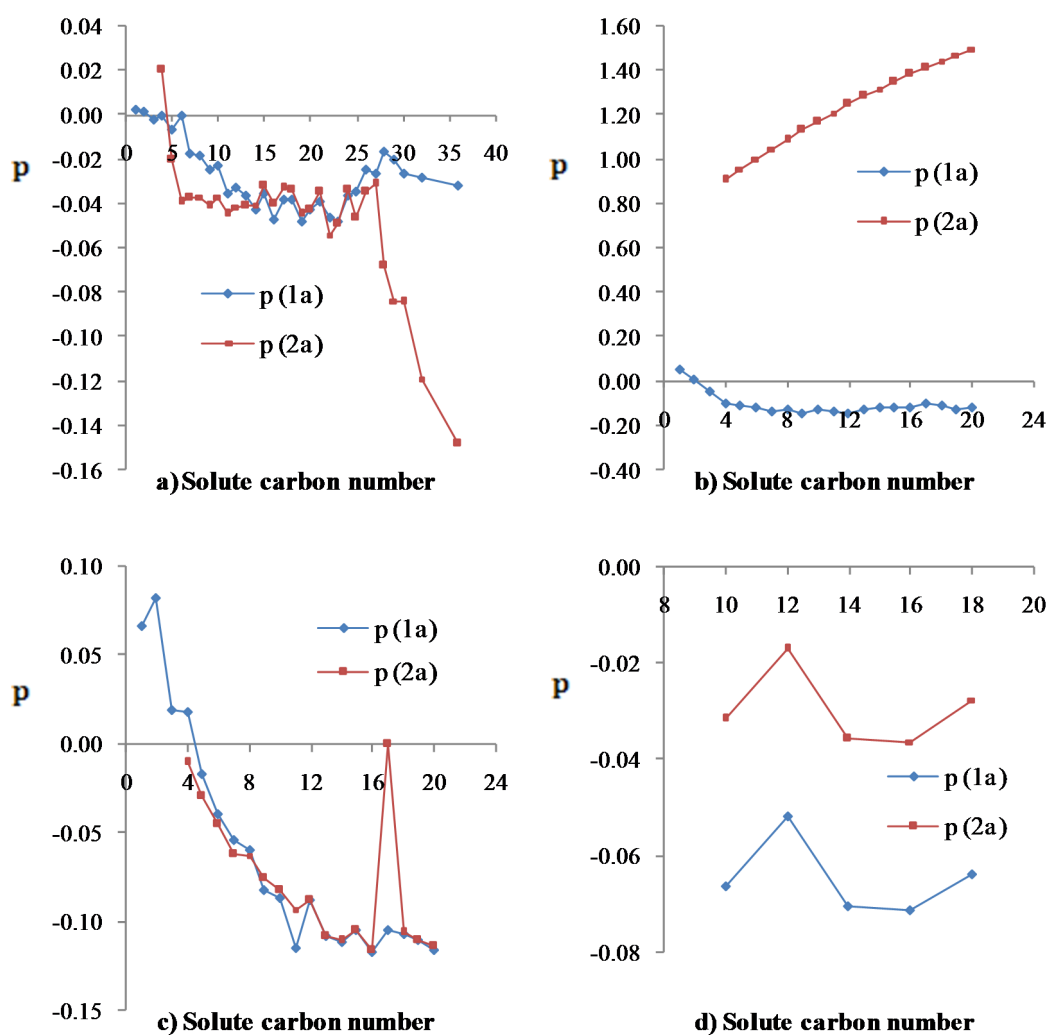 0.04
0.02
0.00
-0.02
-0.04
-0.06
-0.08
-0.10
-0.12
-0.14
-0.16
0 5 10 15 20 25 30 35 40
p
p (1a)
p (2a)
a) Solute carbon number
1.60
1.40
1.20
1.00
0.80
0.60
0.40
0.20
0.00
-0.20
-0.40
0 4 8 12 16 20 24
p
p (1a)
p (2a)
b) Solute carbon number
0.10
0.05
0.00
-0.05
-0.10
-0.15
0 4 8 12 16 20 24
p
p (1a)
p (2a)
c) Solute carbon number
0.00
-0.02
-0.04
-0.06
-0.08
8 10 12 14 16 18 20
p
p (1a)
p (2a)
d) Solute carbon number